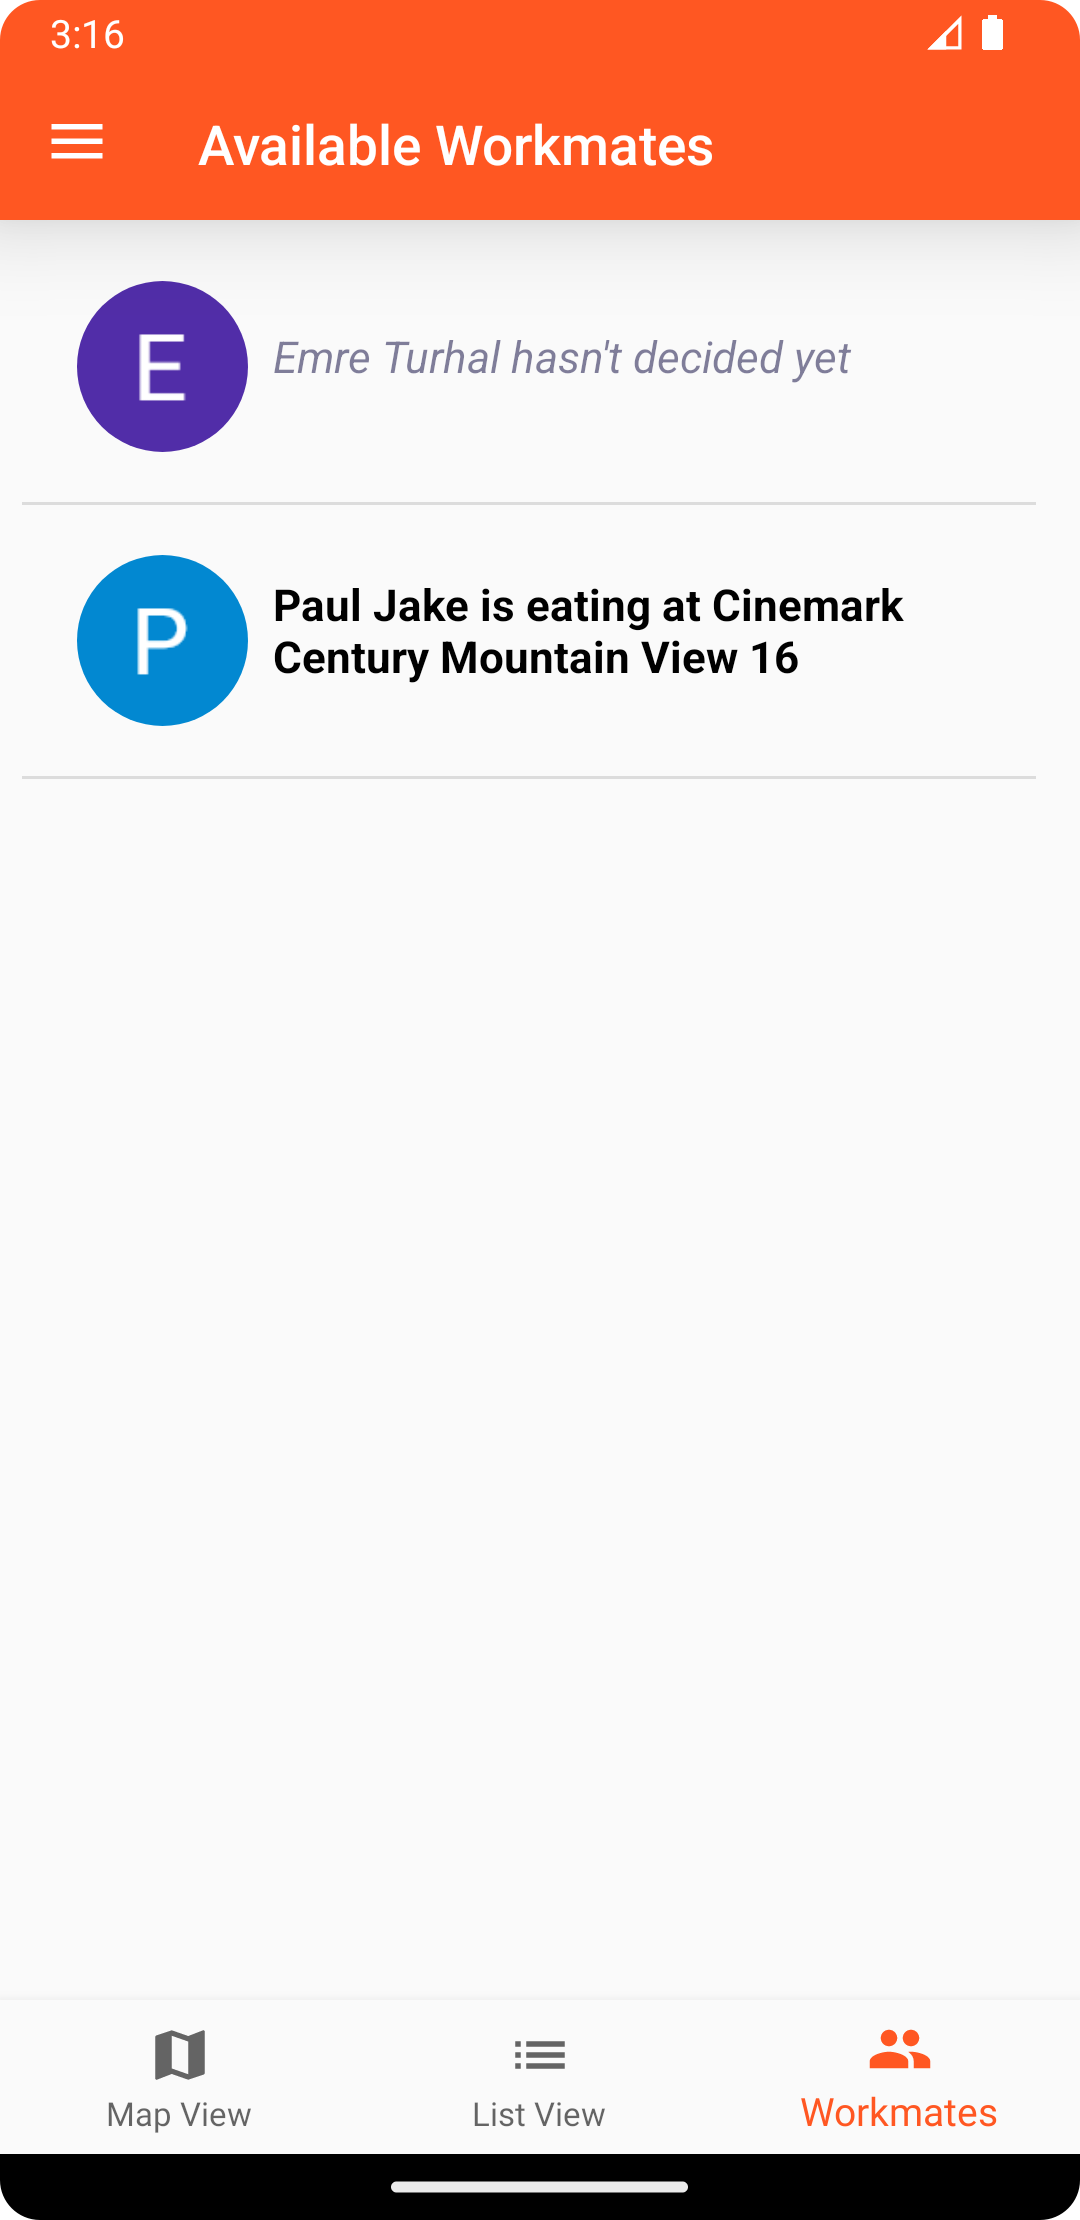 3:16
Available Workmates
E
Emre Turhal hasn't decided yet
P
Paul Jake is eating at Cinemark
Century Mountain View 16
Map View
List View
Workmates